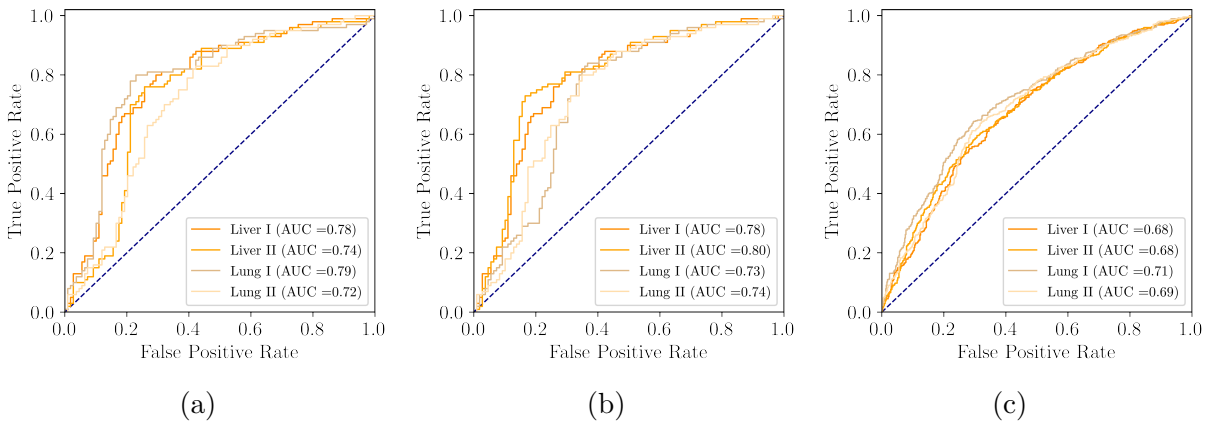 1.0
0.8
0.6
0.4
0.2
0.0
True Positive Rate
0.0 0.2 0.4 0.6 0.8 1.0
False Positive Rate
Liver I (AUC =0.78)
Liver II (AUC =0.74)
Lung I (AUC =0.79)
Lung II (AUC =0.72)
(a)
1.0
0.8
0.6
0.4
0.2
0.0
True Positive Rate
0.0 0.2 0.4 0.6 0.8 1.0
False Positive Rate
Liver I (AUC =0.78)
Liver II (AUC =0.80)
Lung I (AUC =0.73)
Lung II (AUC =0.74)
(b)
1.0
0.8
0.6
0.4
0.2
0.0
True Positive Rate
0.0 0.2 0.4 0.6 0.8 1.0
False Positive Rate
Liver I (AUC =0.68)
Liver II (AUC =0.68)
Lung I (AUC =0.71)
Lung II (AUC =0.69)
(c)